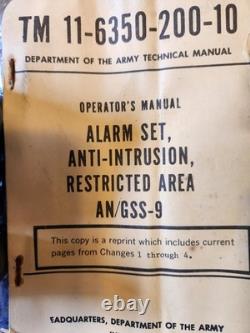 TM 11-6350-200-10
DEPARTMENT OF THE ARMY TECHNICAL MANUAL
OPERATOR'S MANUAL
ALARM SET,
ANTI-INTRUSION,
RESTRICTED AREA
AN/GSS-9
This copy is a reprint which includes current
pages from Changes 1 through 4.
EADQUARTERS, DEPARTMENT OF THE ARMY